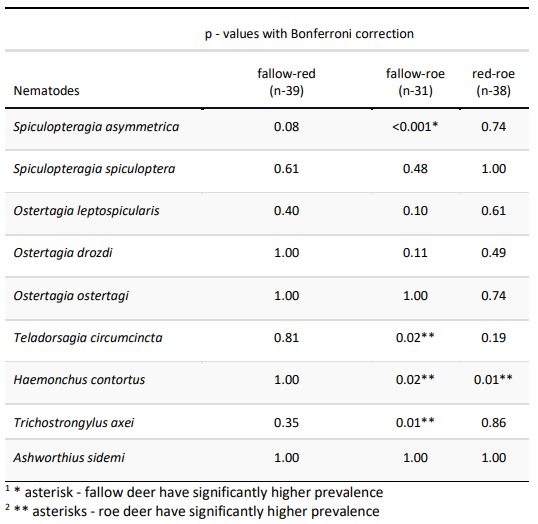 p - values with Bonferroni correction
Nematodes fallow-red (n-39) fallow-roe (n-31) red-roe (n-38)
Spiculopteragia asymmetrica 0.08 <0.001* 0.74
Spiculopteragia spiculoptera 0.61 0.48 1.00
Ostertagia leptospicularis 0.40 0.10 0.61
Ostertagia drozdi 1.00 0.11 0.49
Ostertagia ostertagi 1.00 1.00 0.74
Teladorsagia circumcincta 0.81 0.02** 0.19
Haemonchus contortus 1.00 0.02** 0.01**
Trichostrongylus axei 0.35 0.01** 0.86
Ashworthius sidemi 1.00 1.00 1.00
1 * asterisk - fallow deer have significantly higher prevalence
2 ** asterisks - roe deer have significantly higher prevalence